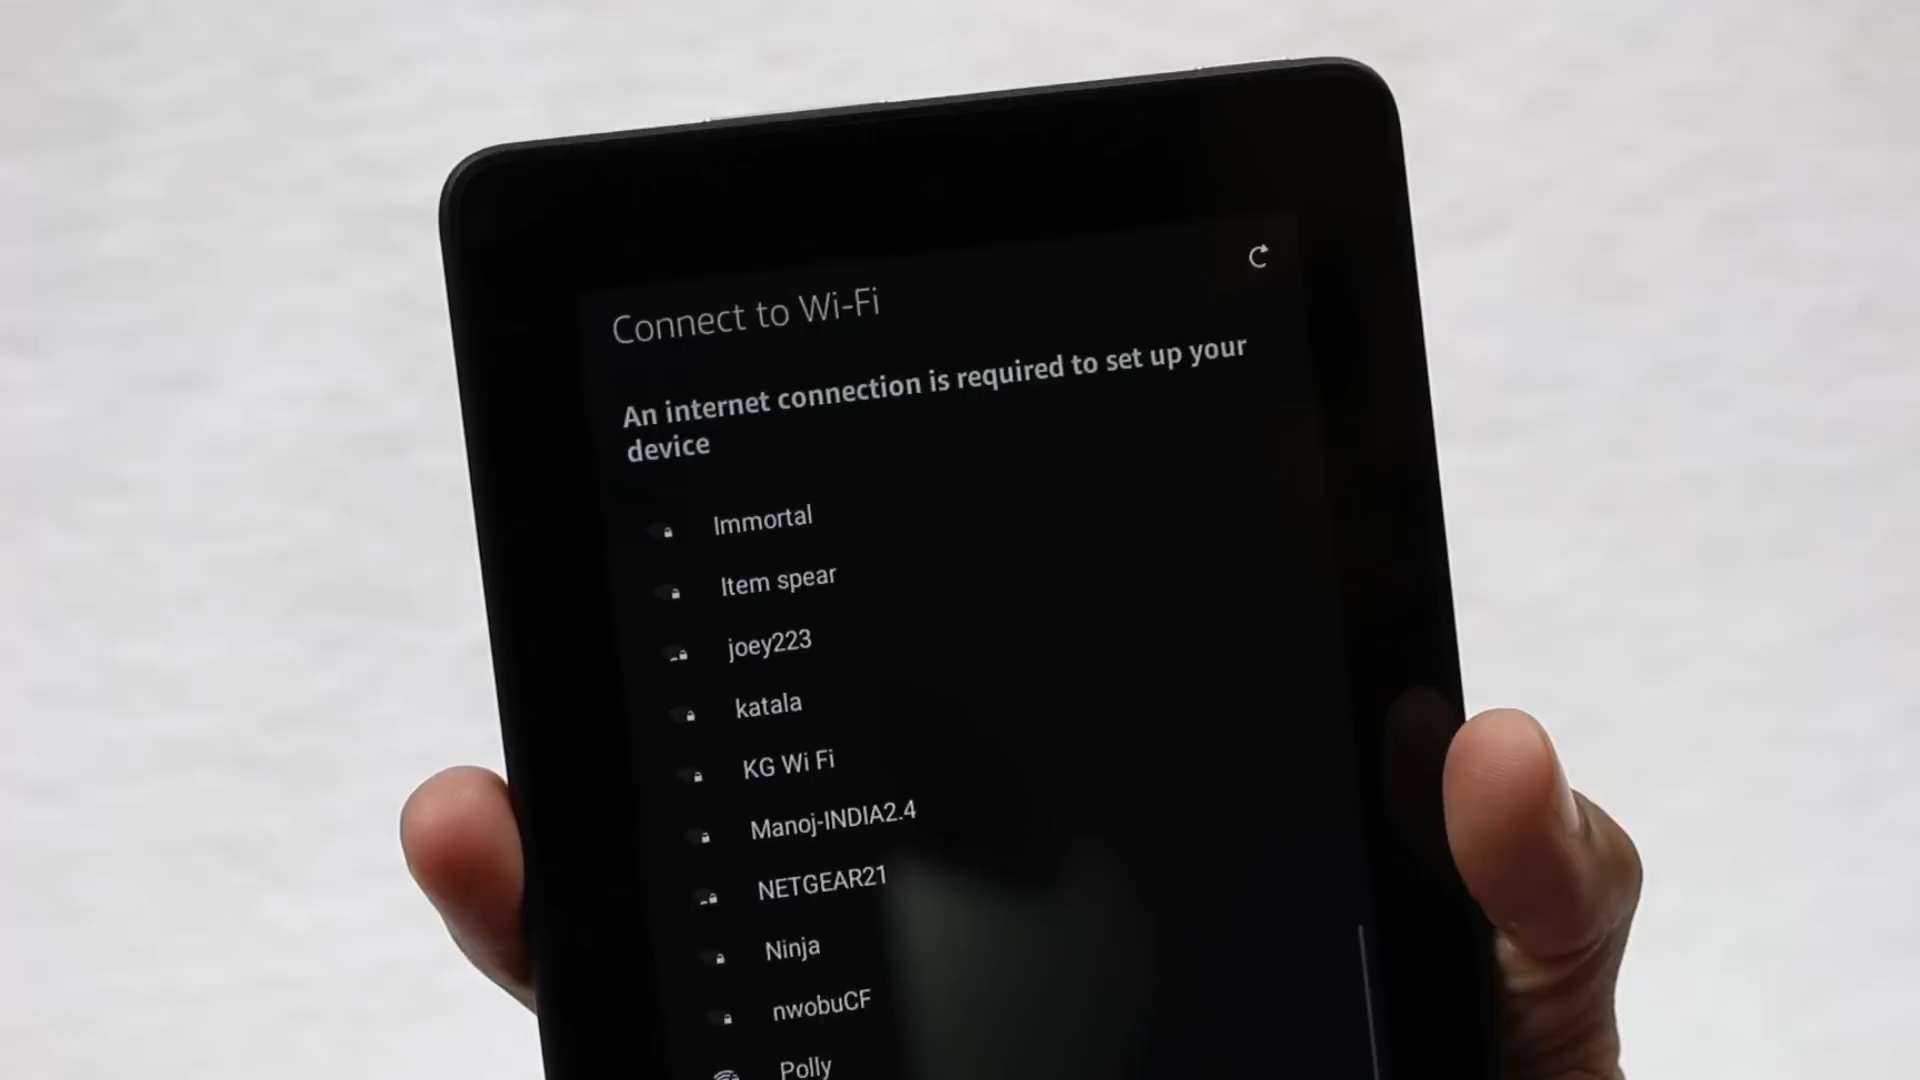 Connect to Wi-Fi
An internet connection is required to set up your
device
Immortal
Item spear
joey223
katala
KG Wi Fi
Manoj-INDIA2.4
NETGEAR21
Ninja
nwobuCF
Polly